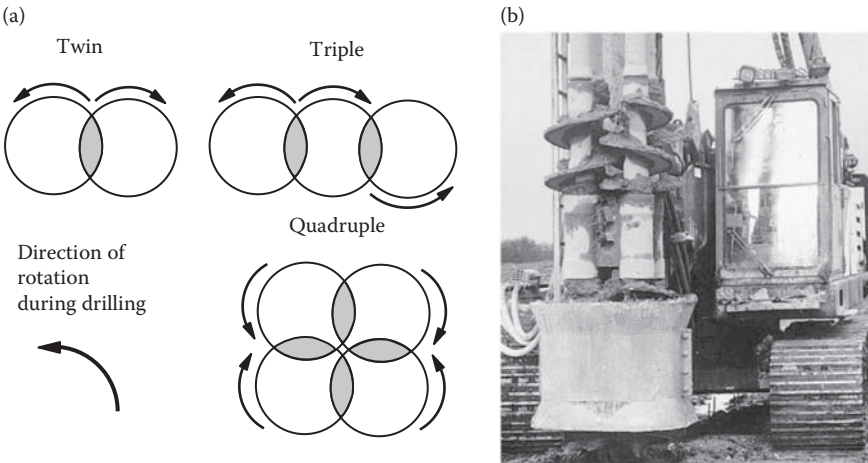 (a)
Twin
Triple
Quadruple
Direction of
rotation
during drilling
(b)